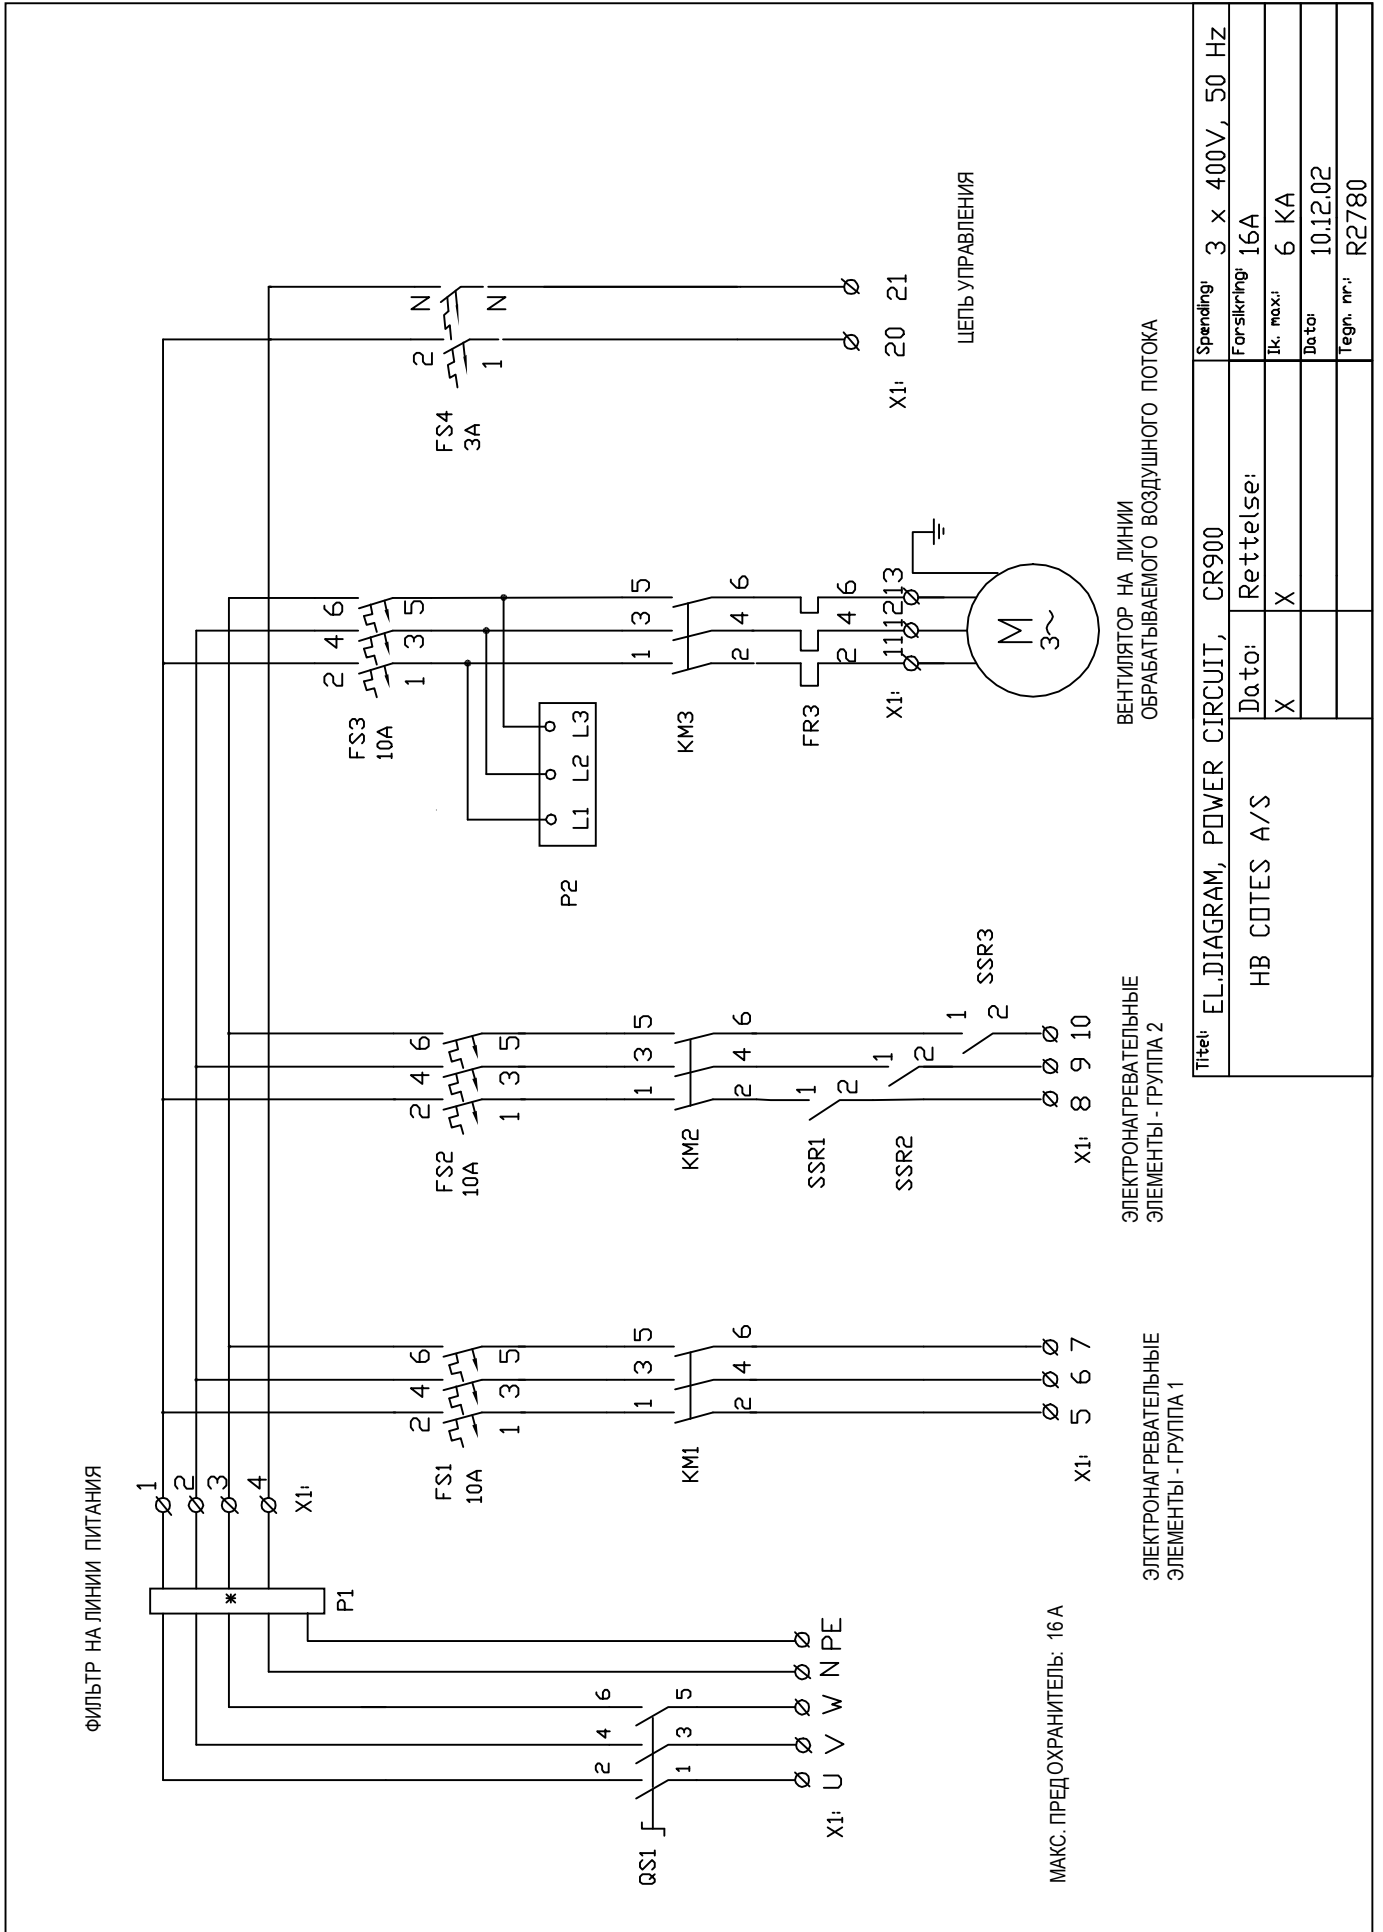 ФИЛЬТР НА ЛИНИИ ПИТАНИЯ
1
2
3
4
X1:
*
P1
QS1
2 4 6
1 3 5
X1: U V W N PE
МАКС. ПРЕДОХРАНИТЕЛЬ: 16 А
FS1
10A
2 4 6
1 3 5
KM1
1 3 5
2 4 6
X1: 5 6 7
ЭЛЕКТРОНАГРЕВАТЕЛЬНЫЕ
ЭЛЕМЕНТЫ - ГРУППА 1
FS2
10A
2 4 6
1 3 5
KM2
1 3 5
2 4 6
SSR1
1
2
SSR2
1
2
SSR3
1
2
X1: 8 9 10
ЭЛЕКТРОНАГРЕВАТЕЛЬНЫЕ
ЭЛЕМЕНТЫ - ГРУППА 2
FS3
10A
2 4 6
1 3 5
P2
L1 L2 L3
KM3
1 3 5
2 4 6
FR3
2 4 6
X1: 11 12 13
M
3~
ВЕНТИЛЯТОР НА ЛИНИИ
ОБРАБАТЫВАЕМОГО ВОЗДУШНОГО ПОТОКА
FS4
3A
2 N
1 N
X1: 20 21
ЦЕПЬ УПРАВЛЕНИЯ
Titel: EL.DIAGRAM, POWER CIRCUIT, CR900
HB COTES A/S
Dato: Rettelse:
X X
Spænding: 3 x 400V, 50 Hz
Forsikring: 16A
Ik. max.: 6 KA
Dato: 10.12.02
Tegn. nr.: R2780